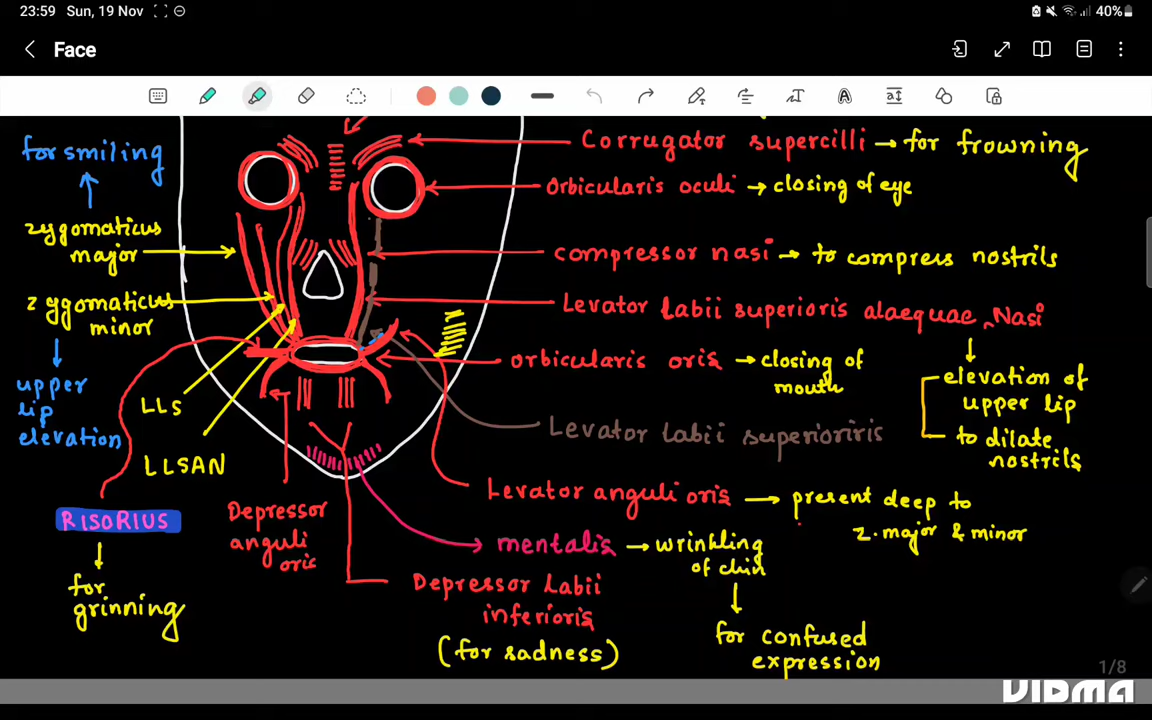 23:59 Sun, 19 Nov
40%
Face
for smiling
zygomaticus
major
zygomaticus
minor
upper
lip
elevation
LLS
LLSAN
RISORIUS
for
grinning
Depressor
anguli
oris
Corrugator supercilli → for frowning
Orbicularis oculi → closing of eye
compressor nasi → to compress nostrils
Levator Labii superioris alaequae Nasi
elevation of
upper lip
to dilate
nostrils
orbicularis oris → closing of
mouth
Levator Labii superioriris
Levator anguli oris → present deep to
z. major & minor
mentalis → wrinkling
of chin
for confused
expression
Depressor Labii
inferioris
(for sadness)
1/8
VIDMA